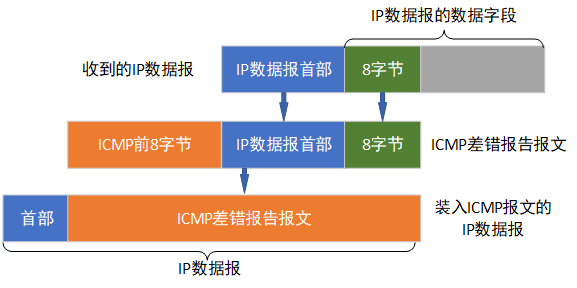 IP数据报的数据字段
收到的IP数据报
IP数据报首部
8字节
ICMP前8字节
IP数据报首部
8字节
ICMP差错报告报文
首部
ICMP差错报告报文
装入ICMP报文的
IP数据报
IP数据报